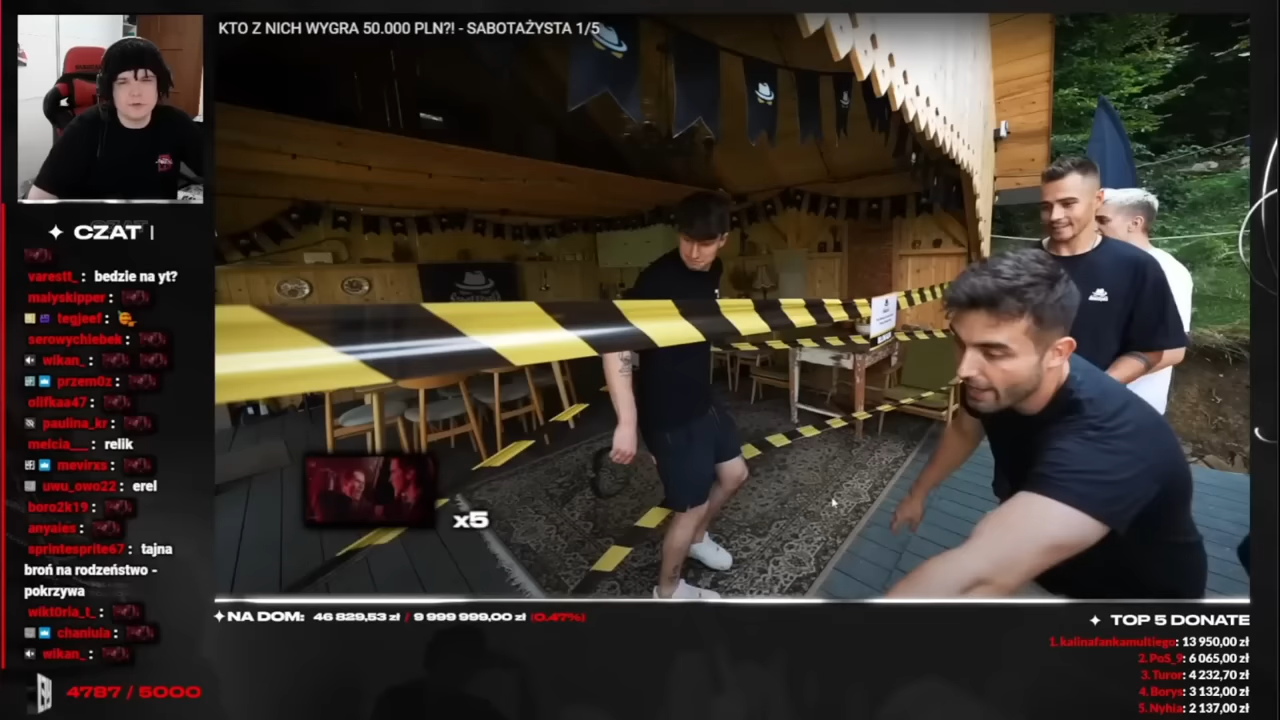 KTO Z NICH WYGRA 50.000 PLN?! - SABOTAŻYSTA 1/5
CZAT
varestt_: bedzie na yt?
malyskipper:
tegjeef:
serowychlebek:
wikan_:
przem0z:
olifkaa47:
paulina_kr:
melcia___: relik
mevirxs:
uwu_owo22: erel
boro2k19:
anyaies:
sprintesprite67: tajna
broń na rodzeństwo -
pokrzywa
wikt0ria_t_:
chaniula:
wikan_:
4787 / 5000
x5
NA DOM: 46 829,53 zł / 9 999 999,00 zł (0.47%)
TOP 5 DONATE
1. kalinafankamultiego: 13 950,00 zł
2. PoS_9: 6 065,00 zł
3. Turor: 4 232,70 zł
4. Borys: 3 132,00 zł
5. Nyhia: 2 137,00 zł